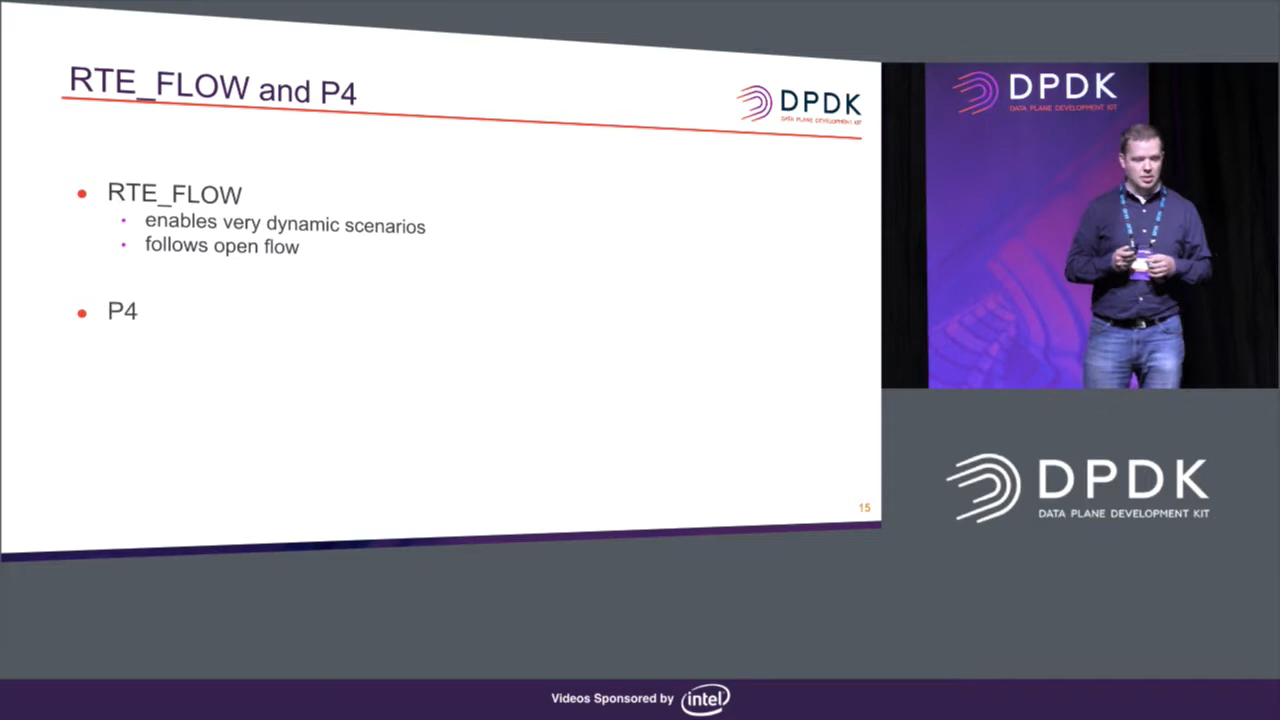 RTE_FLOW and P4
DPDK
DATA PLANE DEVELOPMENT KIT
RTE_FLOW
enables very dynamic scenarios
follows open flow
P4
15
DPDK
DATA PLANE DEVELOPMENT KIT
DPDK
DATA PLANE DEVELOPMENT KIT
Videos Sponsored by intel